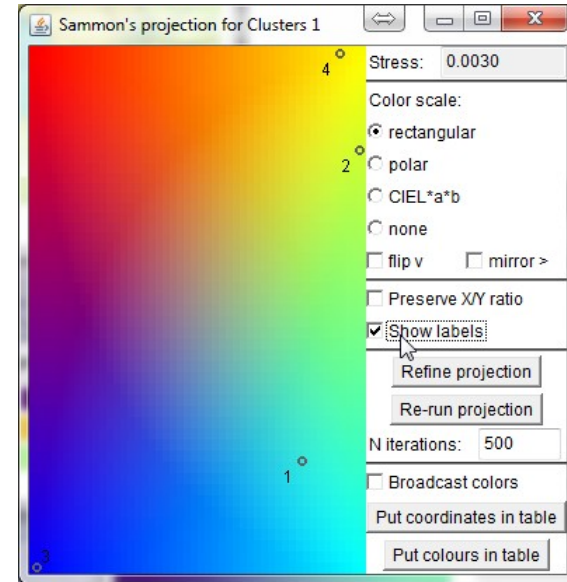 Sammon's projection for Clusters 1
4
2
1
3
Stress: 0.0030
Color scale:
rectangular
polar
CIEL*a*b
none
flip v mirror >
Preserve X/Y ratio
Show labels
Refine projection
Re-run projection
N iterations: 500
Broadcast colors
Put coordinates in table
Put colours in table